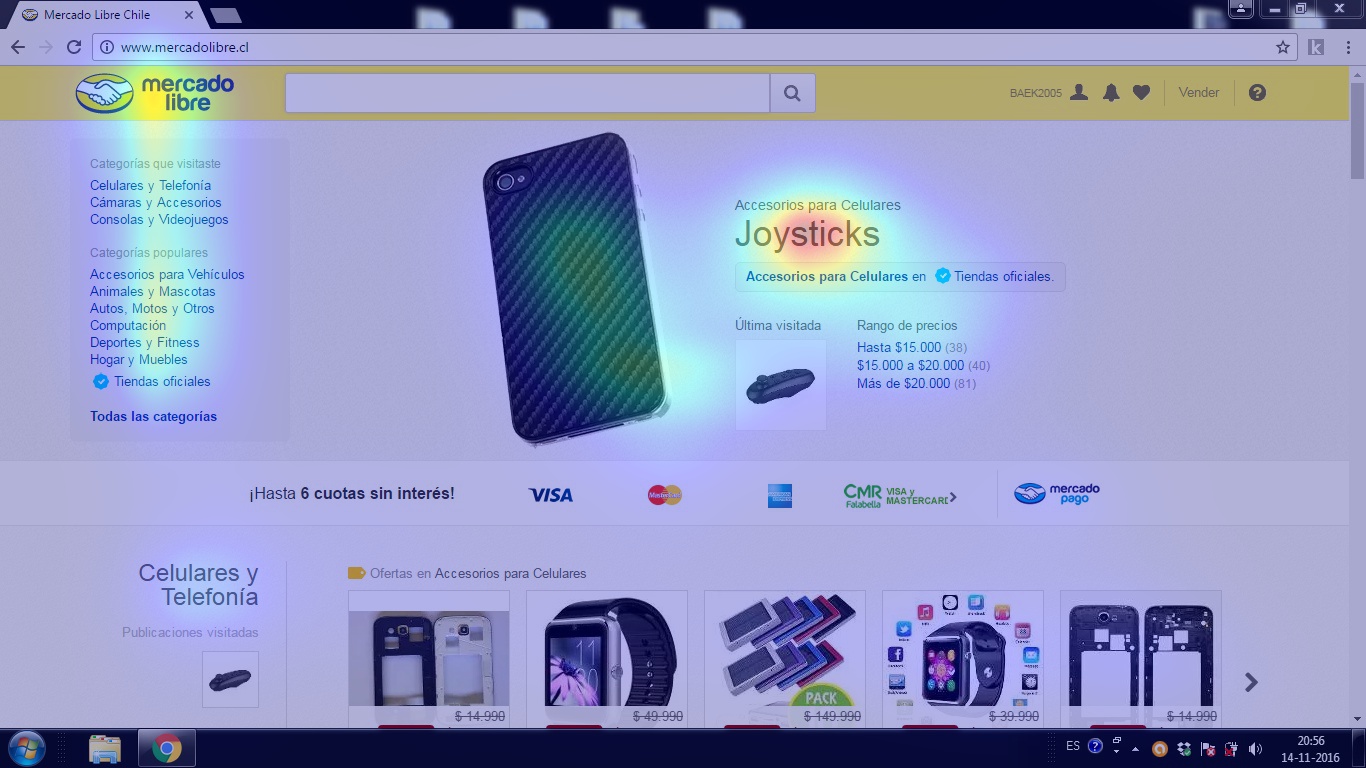 Mercado Libre Chile
www.mercadolibre.cl
mercado
libre
BAEK2005
Vender
Categorías que visitaste
Celulares y Telefonía
Cámaras y Accesorios
Consolas y Videojuegos
Categorías populares
Accesorios para Vehículos
Animales y Mascotas
Autos, Motos y Otros
Computación
Deportes y Fitness
Hogar y Muebles
Tiendas oficiales
Todas las categorías
Accesorios para Celulares
Joysticks
Accesorios para Celulares en Tiendas oficiales.
Última visitada
Rango de precios
Hasta $15.000 (38)
$15.000 a $20.000 (40)
Más de $20.000 (81)
¡Hasta 6 cuotas sin interés!
VISA
MasterCard
CMR
Falabella
VISA y
MASTERCARD
mercado
pago
Celulares y
Telefonía
Publicaciones visitadas
Ofertas en Accesorios para Celulares
PACK
$ 14.990
$ 49.990
$ 149.990
$ 39.990
$ 14.990
ES
20:56
14-11-2016